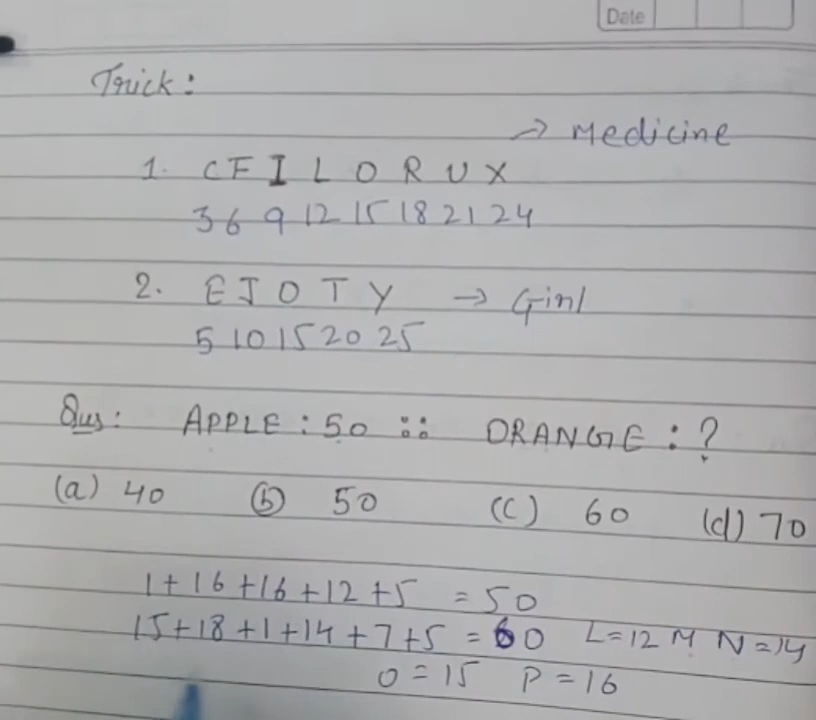 Date
Trick:
→ Medicine
1. CFILORUX
3 6 9 12 15 18 21 24
2. EJOTY → Girl
5 10 15 20 25
Qus: APPLE : 50 :: ORANGE : ?
(a) 40 (b) 50 (c) 60 (d) 70
1+16+16+12+5 = 50
15+18+1+14+7+5 = 60 L=12 M N=14
O=15 P=16